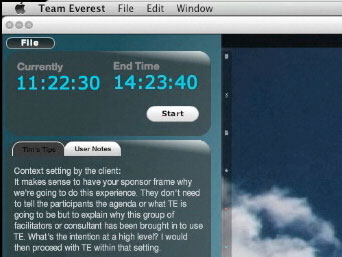 Team Everest File Edit Window
File
Currently End Time
11:22:30 14:23:40
Start
Tim's Tips User Notes
Context setting by the client:
It makes sense to have your sponsor frame why
we're going to do this experience. They don't need
to tell the participants the agenda or what TE is
going to be but to explain why this group of
facilitators or consultant has been brought in to use
TE. What's the intention at a high level? I would
then proceed with TE within that setting.